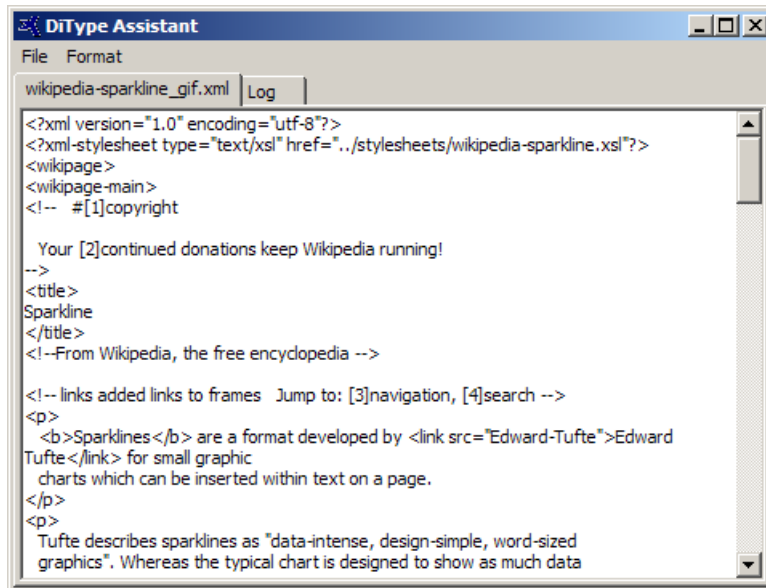 DiType Assistant
File Format
wikipedia-sparkline_gif.xml Log
<?xml version="1.0" encoding="utf-8"?>
<?xml-stylesheet type="text/xsl" href="../stylesheets/wikipedia-sparkline.xsl"?>
<wikipage>
<wikipage-main>
<!--   #[1]copyright

  Your [2]continued donations keep Wikipedia running!
-->
<title>
Sparkline
</title>
<!--From Wikipedia, the free encyclopedia -->

<!-- links added links to frames   Jump to: [3]navigation, [4]search -->
<p>
  <b>Sparklines</b> are a format developed by <link src="Edward-Tufte">Edward
Tufte</link> for small graphic
  charts which can be inserted within text on a page.
</p>
<p>
  Tufte describes sparklines as "data-intense, design-simple, word-sized
  graphics". Whereas the typical chart is designed to show as much data